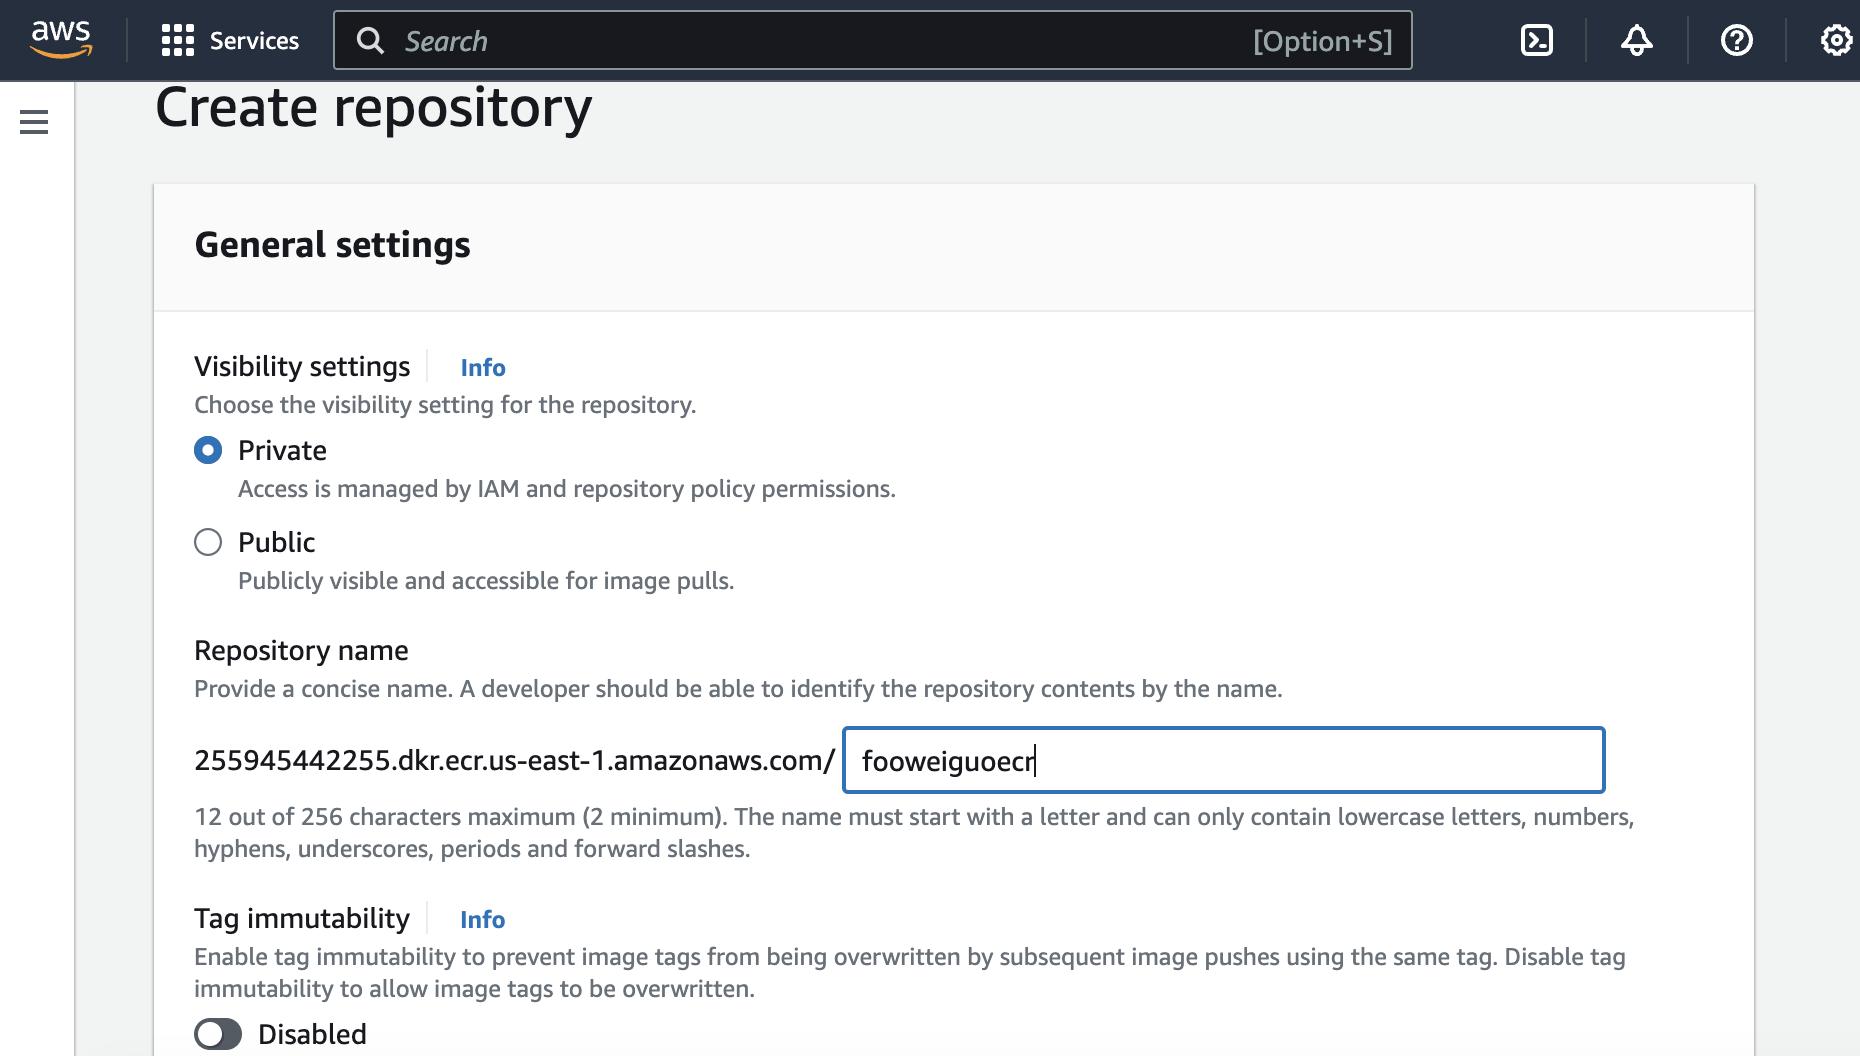 aws Services Search [Option+S]
Create repository
General settings
Visibility settings Info
Choose the visibility setting for the repository.
Private
Access is managed by IAM and repository policy permissions.
Public
Publicly visible and accessible for image pulls.
Repository name
Provide a concise name. A developer should be able to identify the repository contents by the name.
255945442255.dkr.ecr.us-east-1.amazonaws.com/ fooweiguoecr
12 out of 256 characters maximum (2 minimum). The name must start with a letter and can only contain lowercase letters, numbers,
hyphens, underscores, periods and forward slashes.
Tag immutability Info
Enable tag immutability to prevent image tags from being overwritten by subsequent image pushes using the same tag. Disable tag
immutability to allow image tags to be overwritten.
Disabled